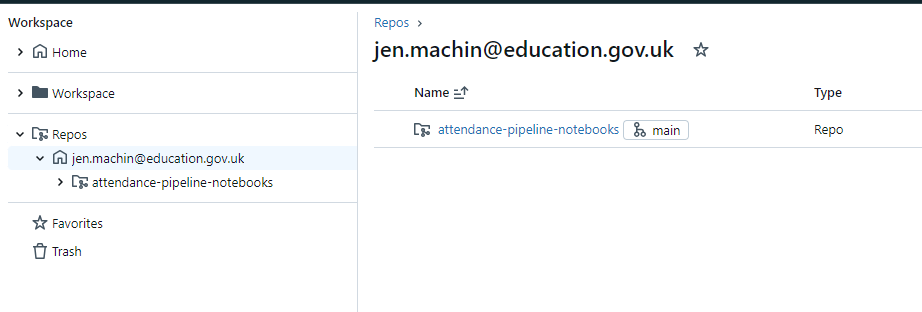 Workspace
Home
Workspace
Repos
jen.machin@education.gov.uk
attendance-pipeline-notebooks
Favorites
Trash
Repos
jen.machin@education.gov.uk
Name Type
attendance-pipeline-notebooks main Repo